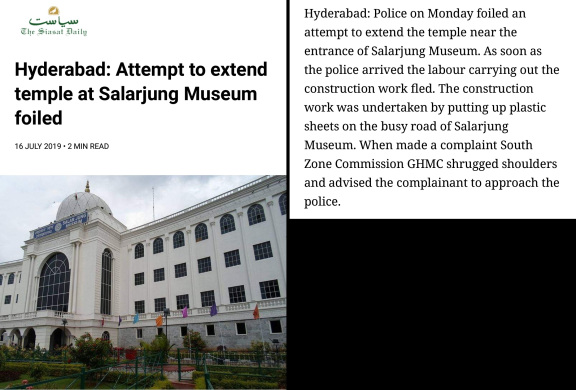 سیاست
The Siasat Daily
Hyderabad: Attempt to extend
temple at Salarjung Museum
foiled
16 JULY 2019 • 2 MIN READ
Hyderabad: Police on Monday foiled an
attempt to extend the temple near the
entrance of Salarjung Museum. As soon as
the police arrived the labour carrying out the
construction work fled. The construction
work was undertaken by putting up plastic
sheets on the busy road of Salarjung
Museum. When made a complaint South
Zone Commission GHMC shrugged shoulders
and advised the complainant to approach the
police.